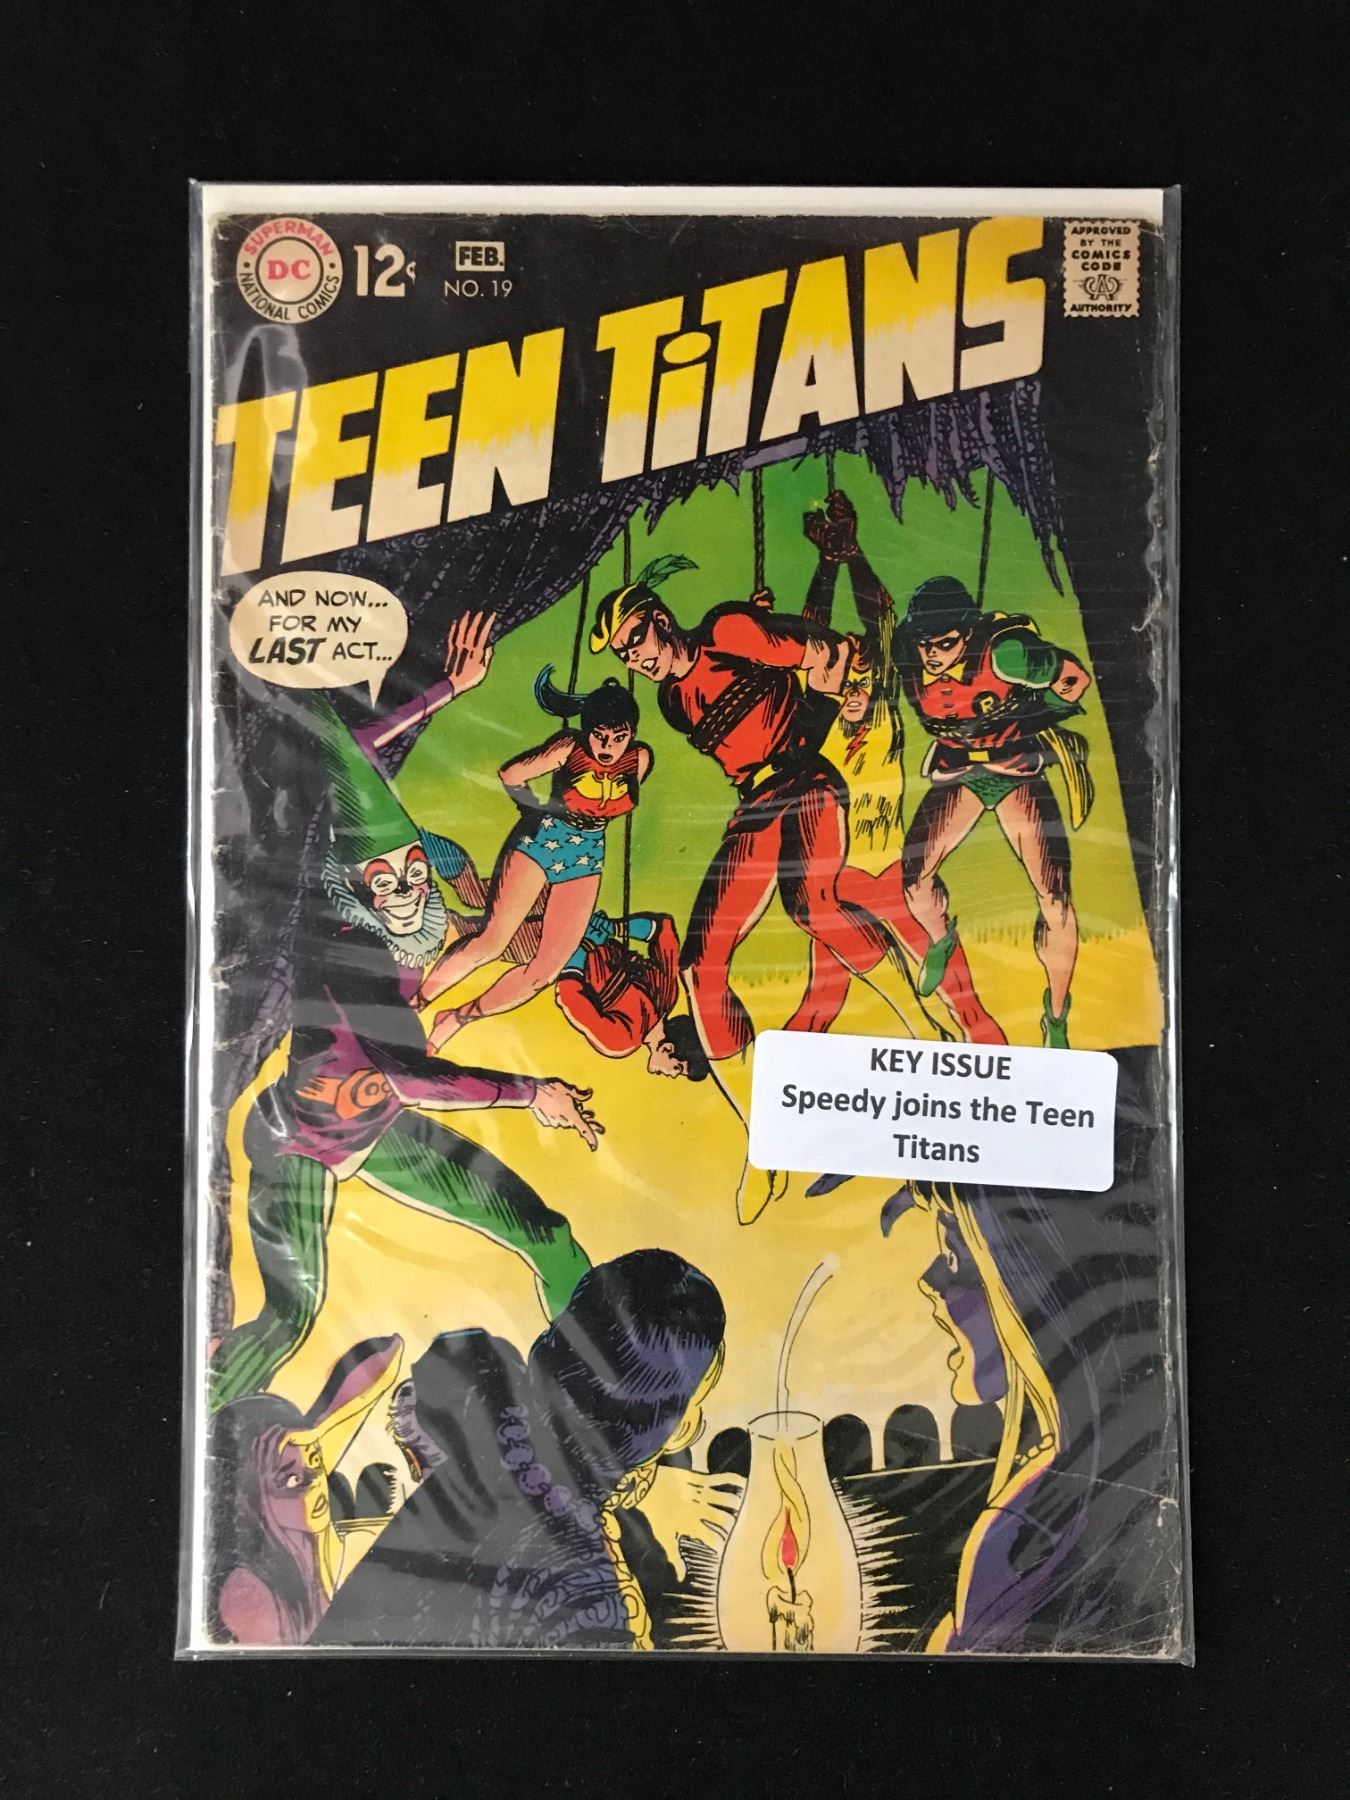 SUPERMAN
DC
NATIONAL COMICS
12¢
FEB.
NO. 19
APPROVED
BY THE
COMICS
CODE
CA
AUTHORITY
TEEN TiTANS
AND NOW...
FOR MY
LAST ACT...
R
KEY ISSUE
Speedy joins the Teen
Titans